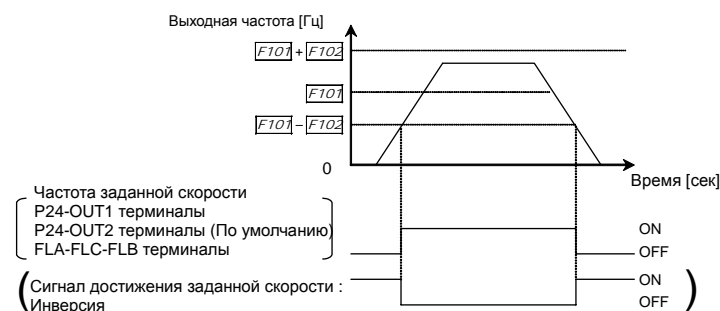 Выходная частота [Гц]
F101 + F102
F101
F101 – F102
0
Время [сек]
Частота заданной скорости
P24-OUT1 терминалы
P24-OUT2 терминалы (По умолчанию)
FLA-FLC-FLB терминалы
ON
OFF
(Сигнал достижения заданной скорости :
Инверсия
ON
OFF )